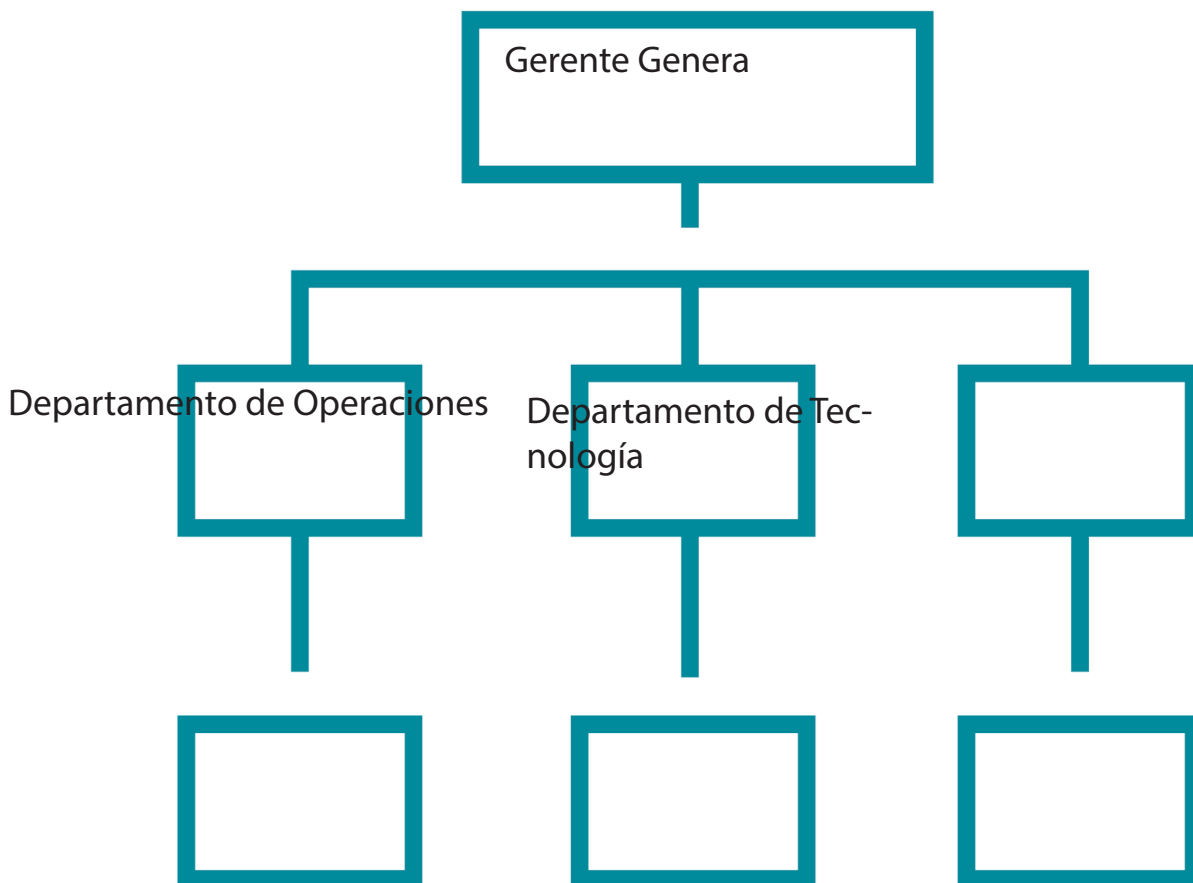 Gerente Genera
Departamento de Operaciones
Departamento de Tec-
nología